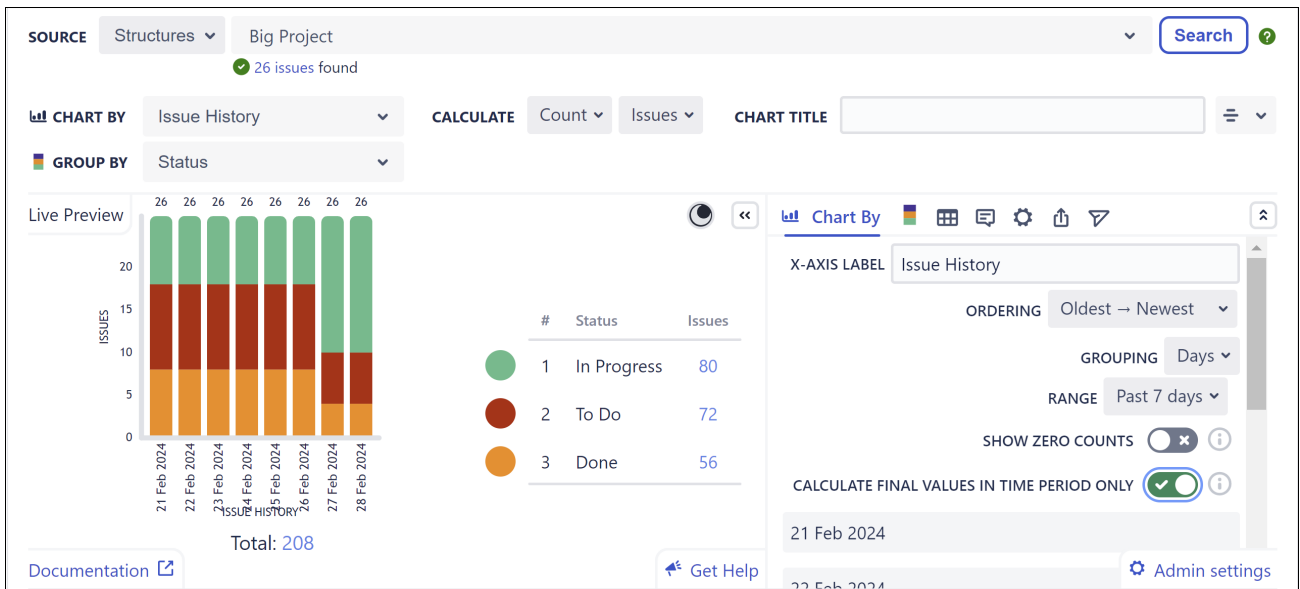 SOURCE Structures Big Project Search
26 issues found
CHART BY Issue History CALCULATE Count Issues CHART TITLE
GROUP BY Status
Live Preview
26 26 26 26 26 26 26 26
20
15
10
5
0
ISSUES
21 Feb 2024
22 Feb 2024
23 Feb 2024
24 Feb 2024
25 Feb 2024
26 Feb 2024
27 Feb 2024
28 Feb 2024
ISSUE HISTORY
Total: 208
# Status Issues
1 In Progress 80
2 To Do 72
3 Done 56
Documentation
Get Help
Chart By
X-AXIS LABEL Issue History
ORDERING Oldest → Newest
GROUPING Days
RANGE Past 7 days
SHOW ZERO COUNTS
CALCULATE FINAL VALUES IN TIME PERIOD ONLY
21 Feb 2024
22 Feb 2024
Admin settings